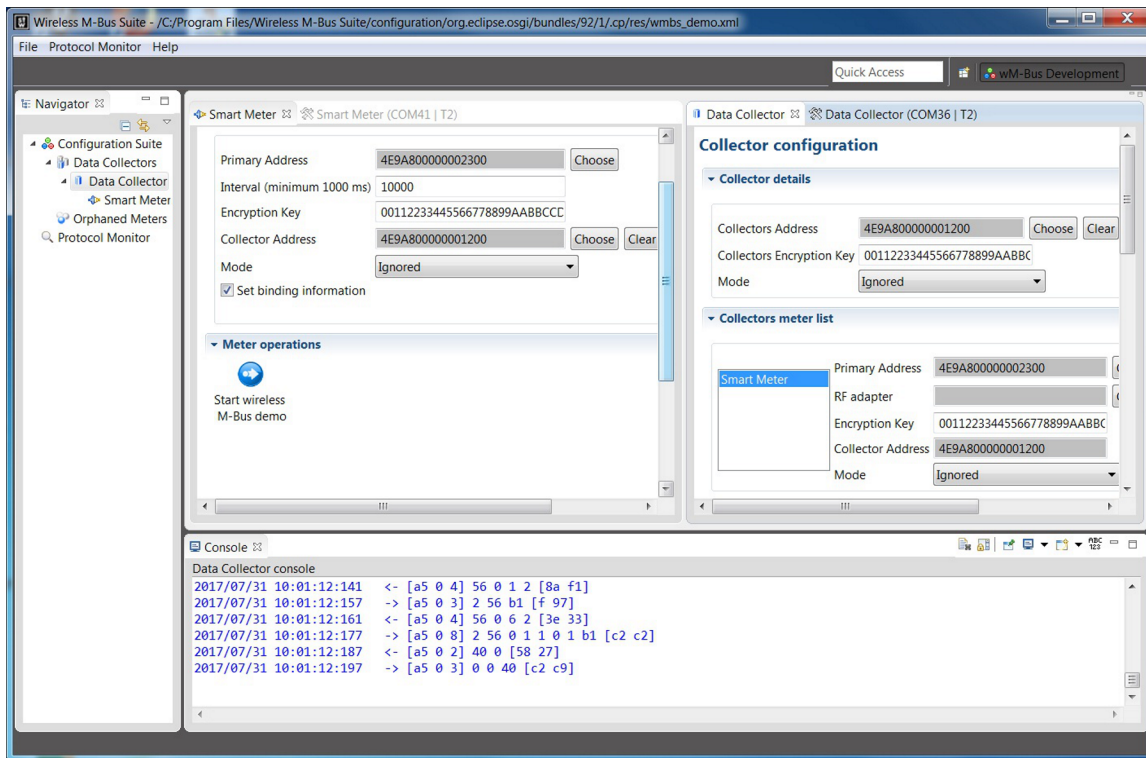 Wireless M-Bus Suite - /C:/Program Files/Wireless M-Bus Suite/configuration/org.eclipse.osgi/bundles/92/1/.cp/res/wmbs_demo.xml
File Protocol Monitor Help
Quick Access
wM-Bus Development
Navigator
Configuration Suite
Data Collectors
Data Collector
Smart Meter
Orphaned Meters
Protocol Monitor
Smart Meter
Smart Meter (COM41 | T2)
Primary Address 4E9A800000002300 Choose
Interval (minimum 1000 ms) 10000
Encryption Key 00112233445566778899AABBCCD
Collector Address 4E9A800000001200 Choose Clear
Mode Ignored
Set binding information
Meter operations
Start wireless
M-Bus demo
Data Collector
Data Collector (COM36 | T2)
Collector configuration
Collector details
Collectors Address 4E9A800000001200 Choose Clear
Collectors Encryption Key 00112233445566778899AABBC
Mode Ignored
Collectors meter list
Smart Meter
Primary Address 4E9A800000002300
RF adapter
Encryption Key 00112233445566778899AABBC
Collector Address 4E9A800000001200
Mode Ignored
Console
ABC
123
Data Collector console
2017/07/31 10:01:12:141 <- [a5 0 4] 56 0 1 2 [8a f1]
2017/07/31 10:01:12:157 -> [a5 0 3] 2 56 b1 [f 97]
2017/07/31 10:01:12:161 <- [a5 0 4] 56 0 6 2 [3e 33]
2017/07/31 10:01:12:177 -> [a5 0 8] 2 56 0 1 1 0 1 b1 [c2 c2]
2017/07/31 10:01:12:187 <- [a5 0 2] 40 0 [58 27]
2017/07/31 10:01:12:197 -> [a5 0 3] 0 0 40 [c2 c9]